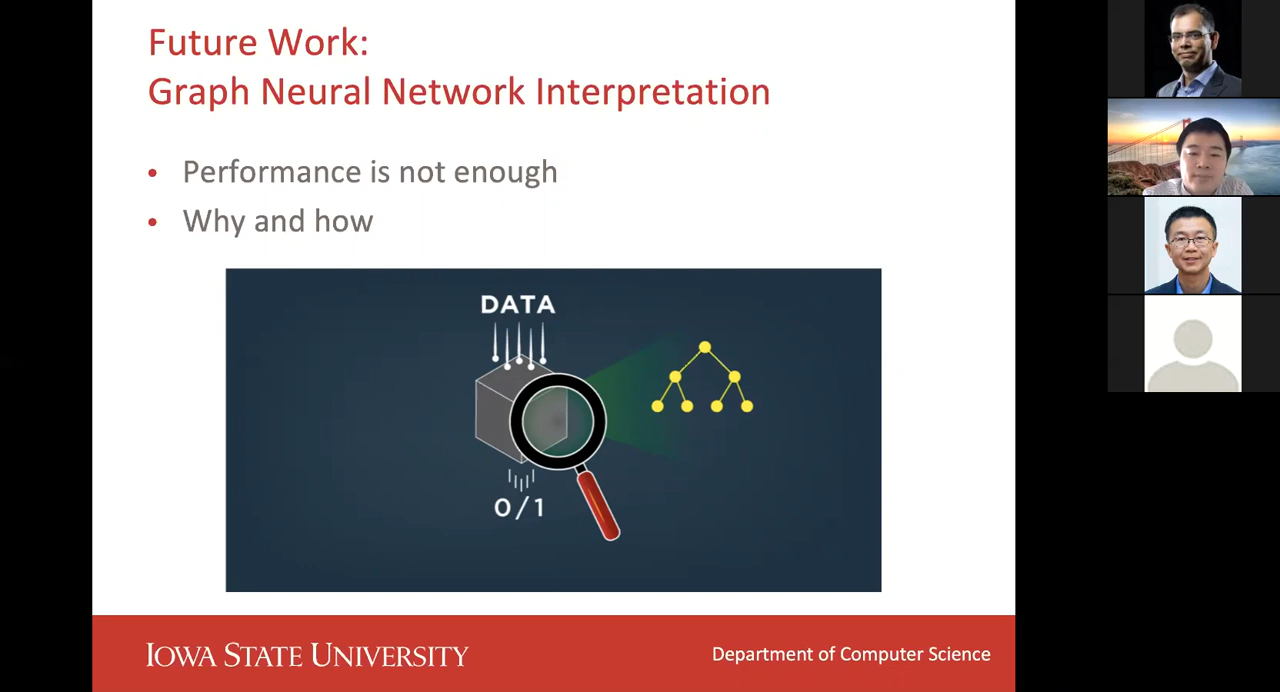 Future Work:
Graph Neural Network Interpretation
• Performance is not enough
• Why and how
DATA
0/1
IOWA STATE UNIVERSITY
Department of Computer Science